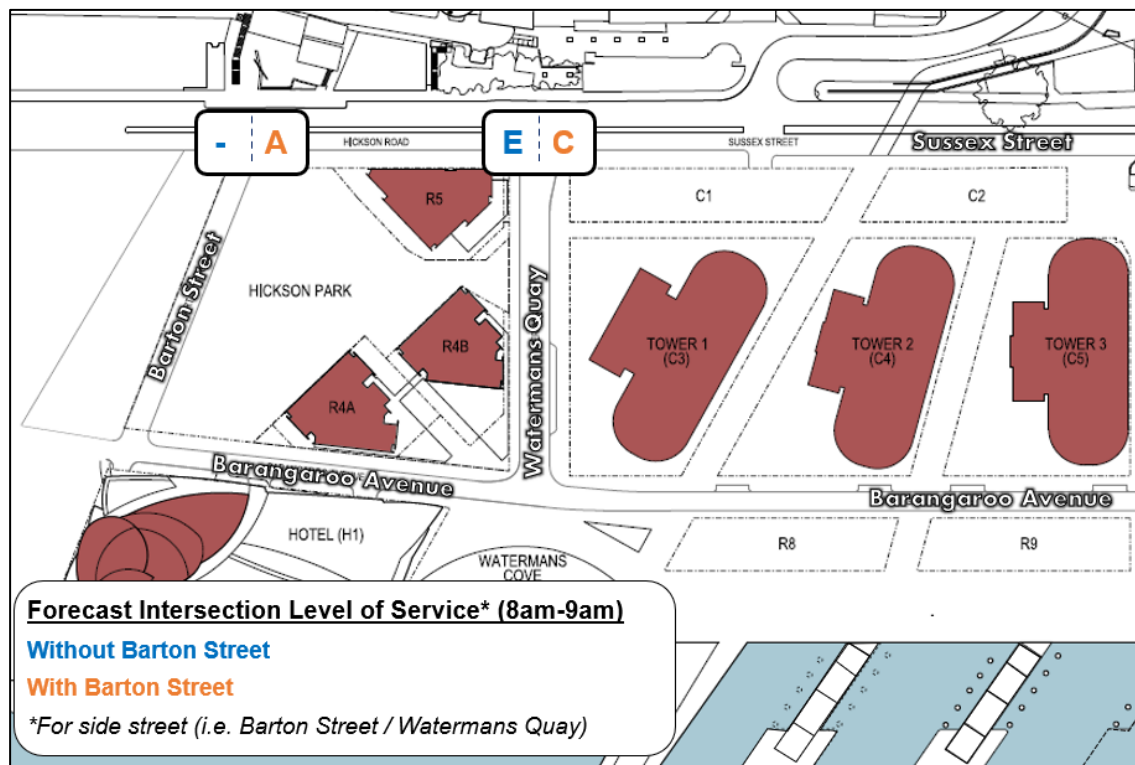 - A
HICKSON ROAD
E C
SUSSEX STREET
Sussex Street
R5
C1
C2
Barton Street
HICKSON PARK
Watermans Quay
R4B
R4A
TOWER 1
(C3)
TOWER 2
(C4)
TOWER 3
(C5)
Barangaroo Avenue
Barangaroo Avenue
HOTEL (H1)
WATERMANS
COVE
R8
R9
Forecast Intersection Level of Service* (8am-9am)
Without Barton Street
With Barton Street
*For side street (i.e. Barton Street / Watermans Quay)